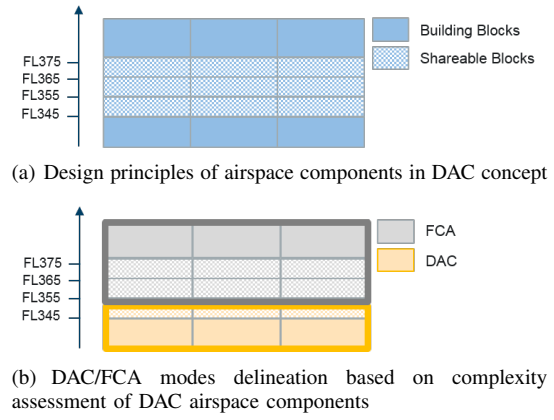 Building Blocks
Shareable Blocks
FL375
FL365
FL355
FL345
(a) Design principles of airspace components in DAC concept
FCA
DAC
FL375
FL365
FL355
FL345
(b) DAC/FCA modes delineation based on complexity
assessment of DAC airspace components